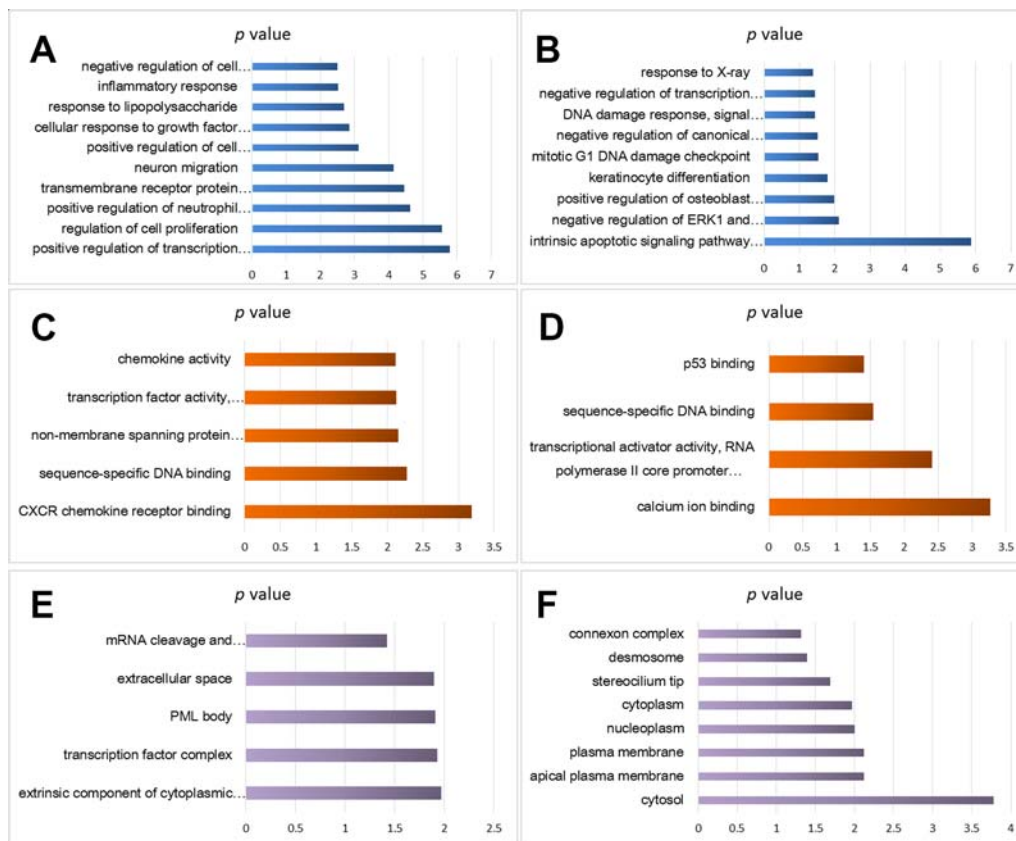 A
p value
negative regulation of cell…
inflammatory response
response to lipopolysaccharide
cellular response to growth factor…
positive regulation of cell…
neuron migration
transmembrane receptor protein…
positive regulation of neutrophil…
regulation of cell proliferation
positive regulation of transcription…
0 1 2 3 4 5 6 7
B
p value
response to X-ray
negative regulation of transcription…
DNA damage response, signal…
negative regulation of canonical…
mitotic G1 DNA damage checkpoint
keratinocyte differentiation
positive regulation of osteoblast…
negative regulation of ERK1 and…
intrinsic apoptotic signaling pathway…
0 1 2 3 4 5 6 7
C
p value
chemokine activity
transcription factor activity,…
non-membrane spanning protein…
sequence-specific DNA binding
CXCR chemokine receptor binding
0 0.5 1 1.5 2 2.5 3 3.5
D
p value
p53 binding
sequence-specific DNA binding
transcriptional activator activity, RNA
polymerase II core promoter…
calcium ion binding
0 0.5 1 1.5 2 2.5 3 3.5
E
p value
mRNA cleavage and…
extracellular space
PML body
transcription factor complex
extrinsic component of cytoplasmic…
0 0.5 1 1.5 2 2.5
F
p value
connexon complex
desmosome
stereocilium tip
cytoplasm
nucleoplasm
plasma membrane
apical plasma membrane
cytosol
0 0.5 1 1.5 2 2.5 3 3.5 4